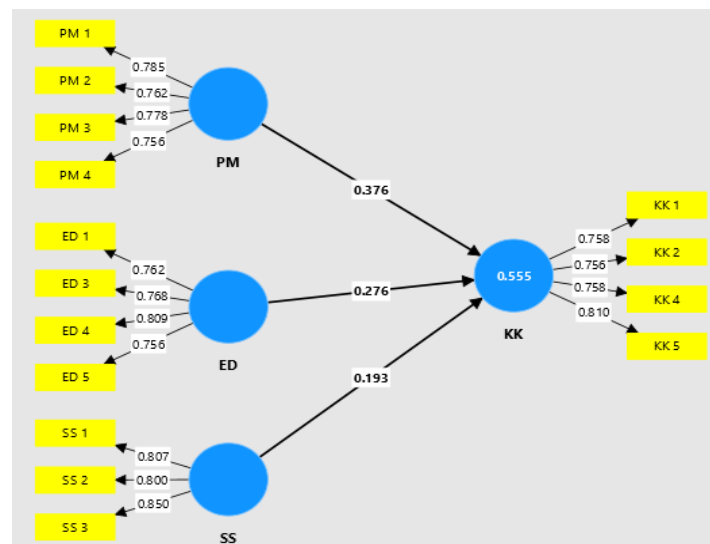 PM 1
0.785
PM 2
0.762
PM 3
0.778
PM 4
0.756
PM
0.376
ED 1
0.762
ED 3
0.768
ED 4
0.809
ED 5
0.756
ED
0.276
SS 1
0.807
SS 2
0.800
SS 3
0.850
SS
0.193
0.555
KK
KK 1
0.758
KK 2
0.756
KK 4
0.758
KK 5
0.810